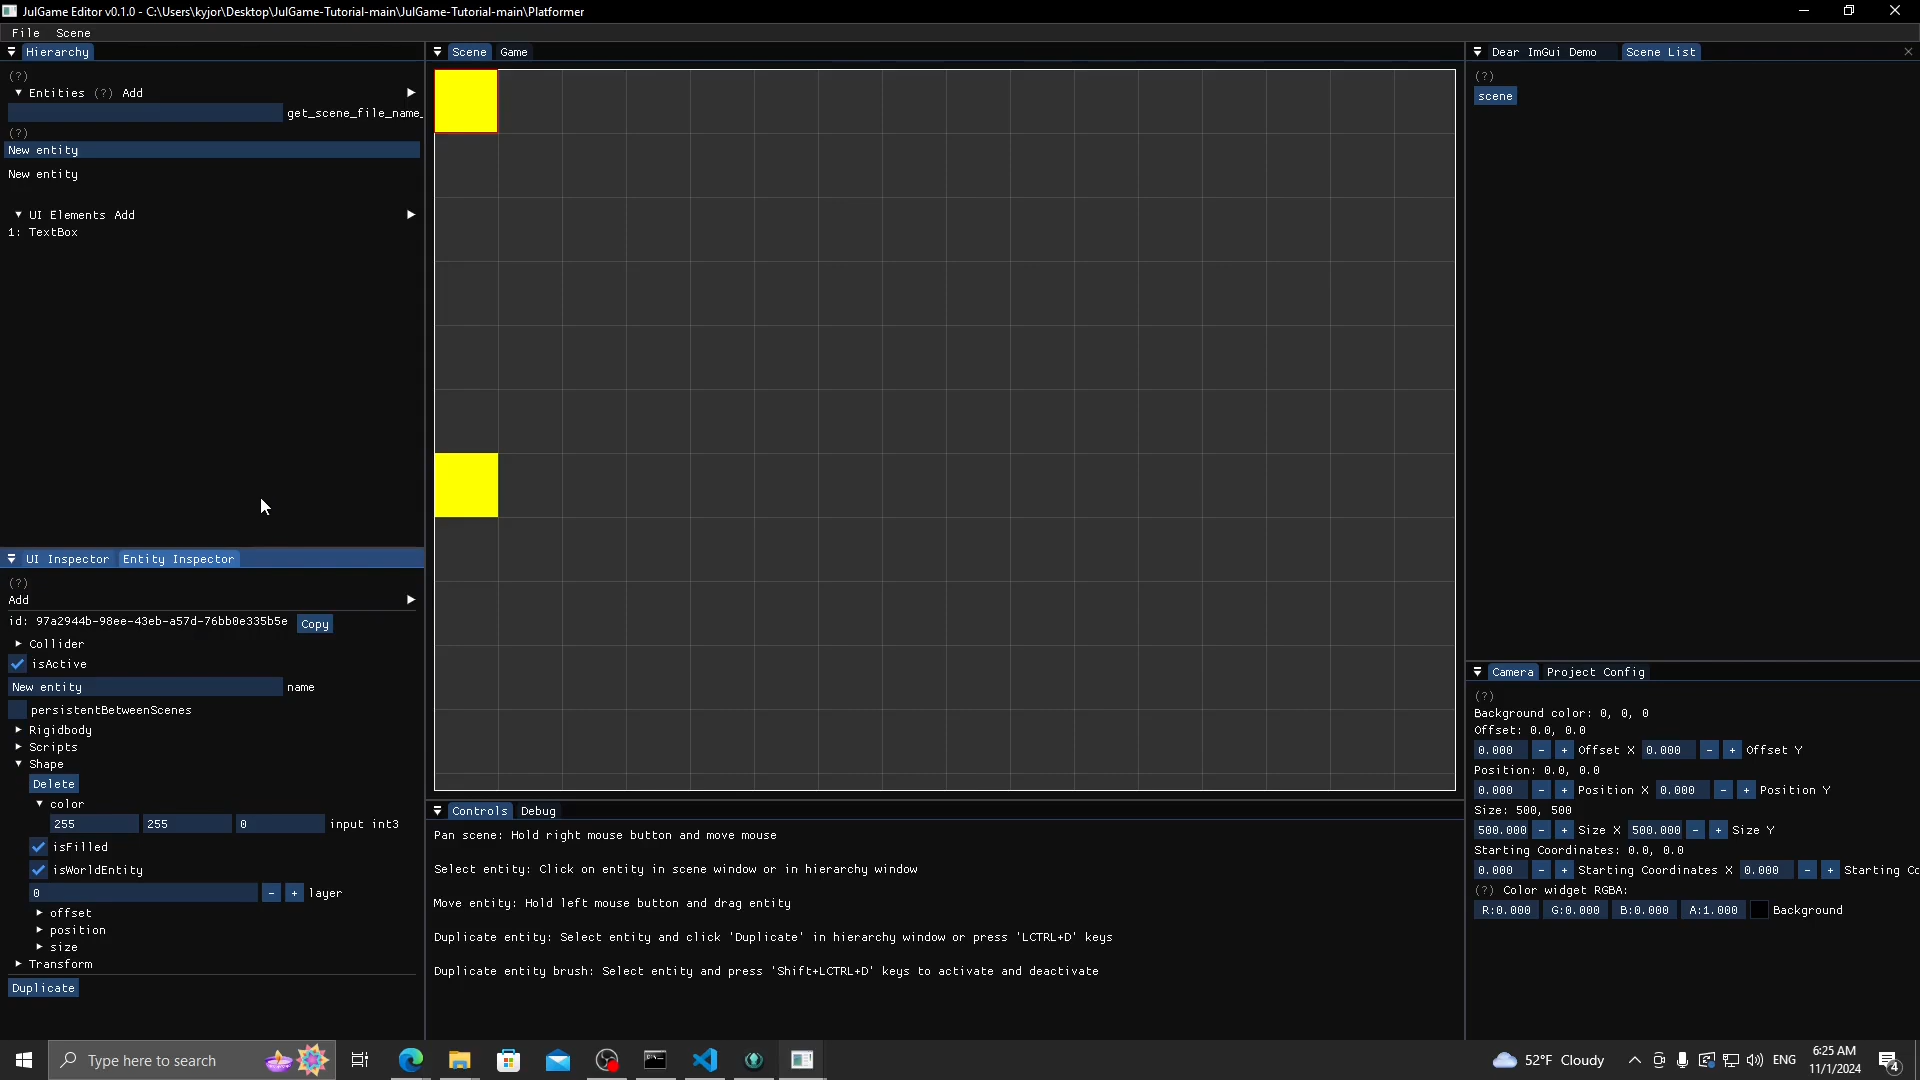 JulGame Editor v0.1.0 - C:\Users\kyjor\Desktop\JulGame-Tutorial-main\JulGame-Tutorial-main\Platformer
File Scene
Hierarchy
(?)
Entities (?) Add
get_scene_file_name_
(?)
New entity
New entity
UI Elements Add
1: TextBox
Scene Game
UI Inspector Entity Inspector
(?)
Add
id: 97a2944b-98ee-43eb-a57d-76bb0e335b5e Copy
Collider
isActive
New entity name
persistentBetweenScenes
Rigidbody
Scripts
Shape
Delete
color
255 255 0 input int3
isFilled
isWorldEntity
0 - + layer
offset
position
size
Transform
Duplicate
Controls Debug
Pan scene: Hold right mouse button and move mouse
Select entity: Click on entity in scene window or in hierarchy window
Move entity: Hold left mouse button and drag entity
Duplicate entity: Select entity and click 'Duplicate' in hierarchy window or press 'LCTRL+D' keys
Duplicate entity brush: Select entity and press 'Shift+LCTRL+D' keys to activate and deactivate
Dear ImGui Demo Scene List
(?)
scene
Camera Project Config
(?)
Background color: 0, 0, 0
Offset: 0.0, 0.0
0.000 - + Offset X 0.000 - + Offset Y
Position: 0.0, 0.0
0.000 - + Position X 0.000 - + Position Y
Size: 500, 500
500.000 - + Size X 500.000 - + Size Y
Starting Coordinates: 0.0, 0.0
0.000 - + Starting Coordinates X 0.000 - + Starting Co
(?) Color widget RGBA:
R:0.000 G:0.000 B:0.000 A:1.000 Background
Type here to search
52°F Cloudy
ENG
6:25 AM
11/1/2024
4